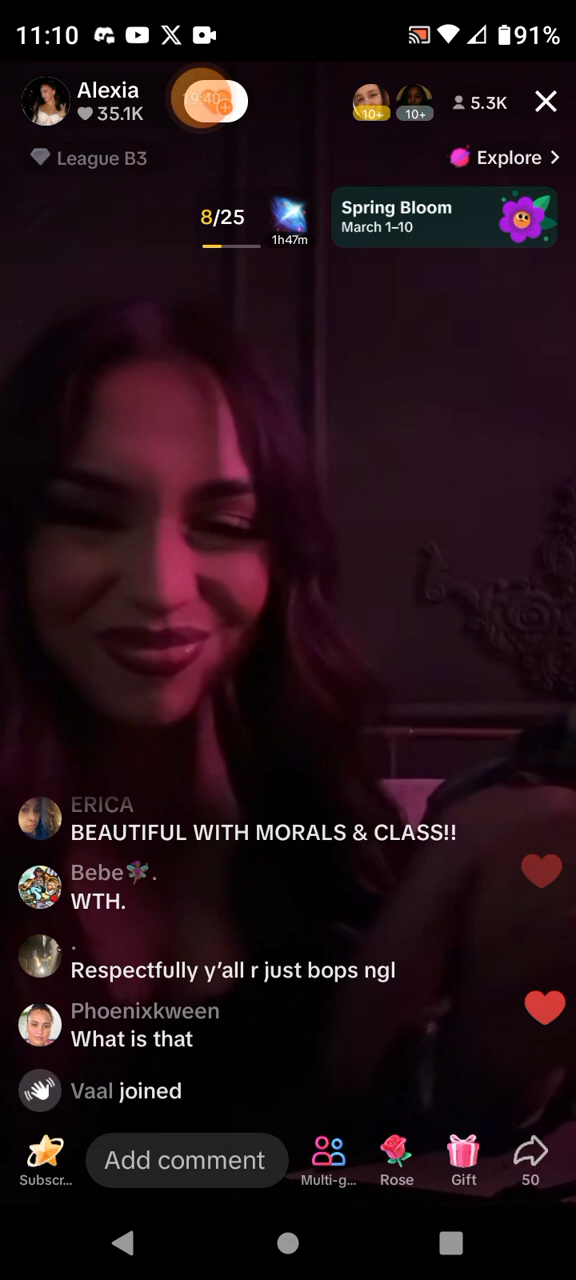 11:10
91%
Alexia
35.1K
19:40
10+
10+
5.3K
League B3
Explore
8/25
1h47m
Spring Bloom
March 1–10
ERICA
BEAUTIFUL WITH MORALS & CLASS!!
Bebe🧚.
WTH.
.
Respectfully y'all r just bops ngl
Phoenixkween
What is that
Vaal joined
Add comment
Subscr...
Multi-g...
Rose
Gift
50